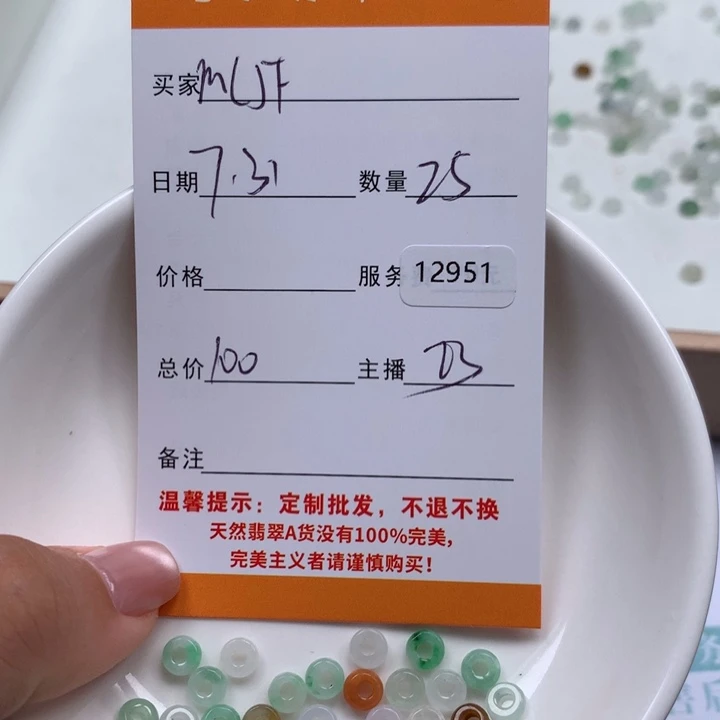 买家 MLJF
日期 7.31 数量 25
价格 服务 12951
总价 100 主播
备注
温馨提示：定制批发，不退不换
天然翡翠A货没有100%完美，
完美主义者请谨慎购买！